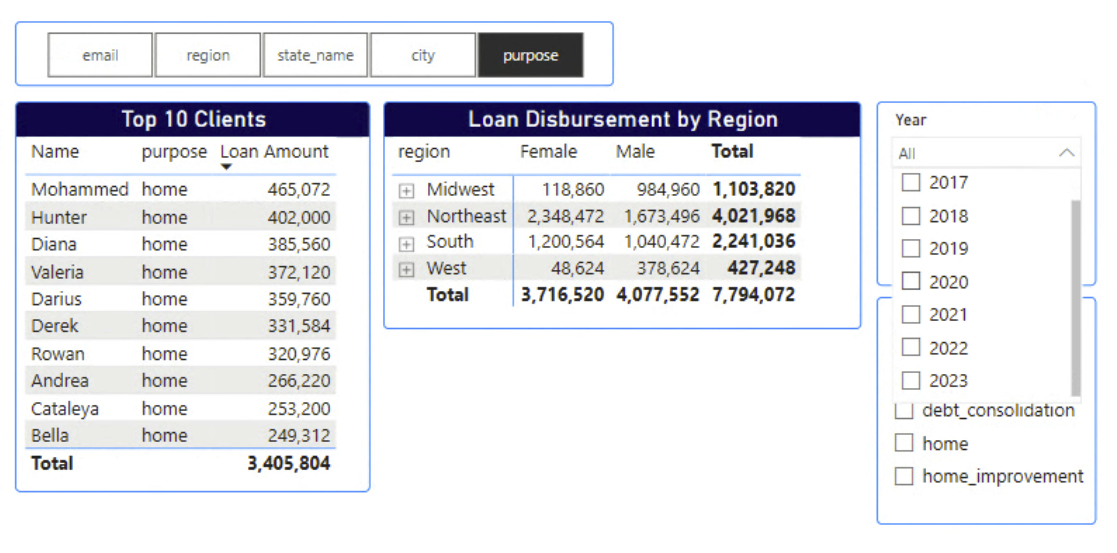 email region state_name city purpose
Top 10 Clients
Name purpose Loan Amount
Mohammed home 465,072
Hunter home 402,000
Diana home 385,560
Valeria home 372,120
Darius home 359,760
Derek home 331,584
Rowan home 320,976
Andrea home 266,220
Cataleya home 253,200
Bella home 249,312
Total 3,405,804
Loan Disbursement by Region
region Female Male Total
Midwest 118,860 984,960 1,103,820
Northeast 2,348,472 1,673,496 4,021,968
South 1,200,564 1,040,472 2,241,036
West 48,624 378,624 427,248
Total 3,716,520 4,077,552 7,794,072
Year
All
2017
2018
2019
2020
2021
2022
2023
debt_consolidation
home
home_improvement